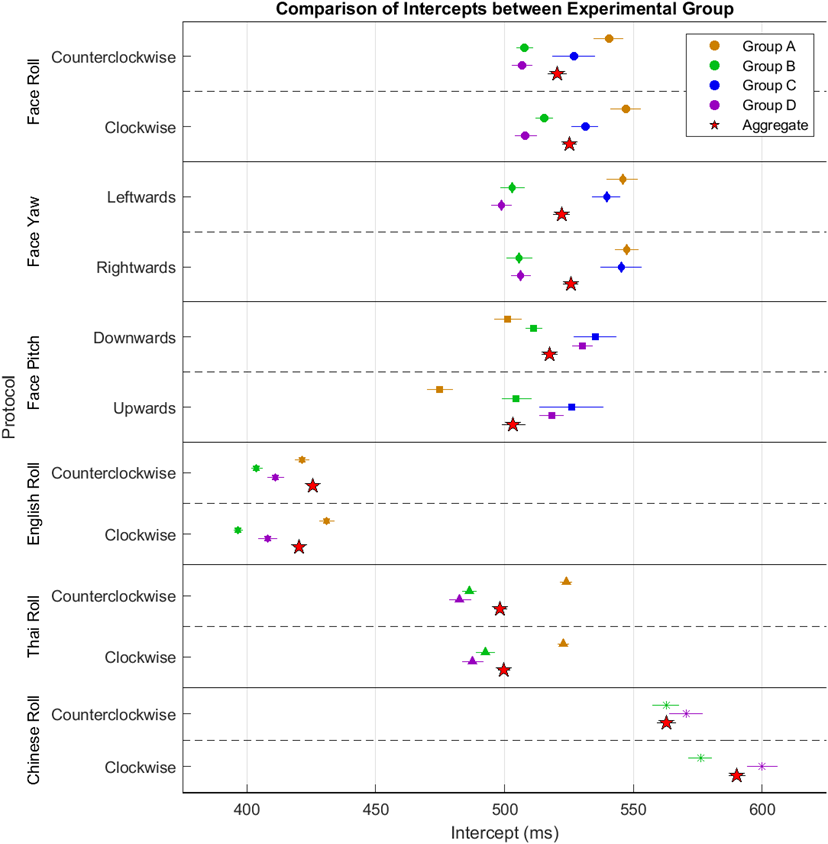 Comparison of Intercepts between Experimental Group
Group A
Group B
Group C
Group D
Aggregate
Protocol
Face Roll
Counterclockwise
Clockwise
Face Yaw
Leftwards
Rightwards
Face Pitch
Downwards
Upwards
English Roll
Counterclockwise
Clockwise
Thai Roll
Counterclockwise
Clockwise
Chinese Roll
Counterclockwise
Clockwise
400 450 500 550 600
Intercept (ms)